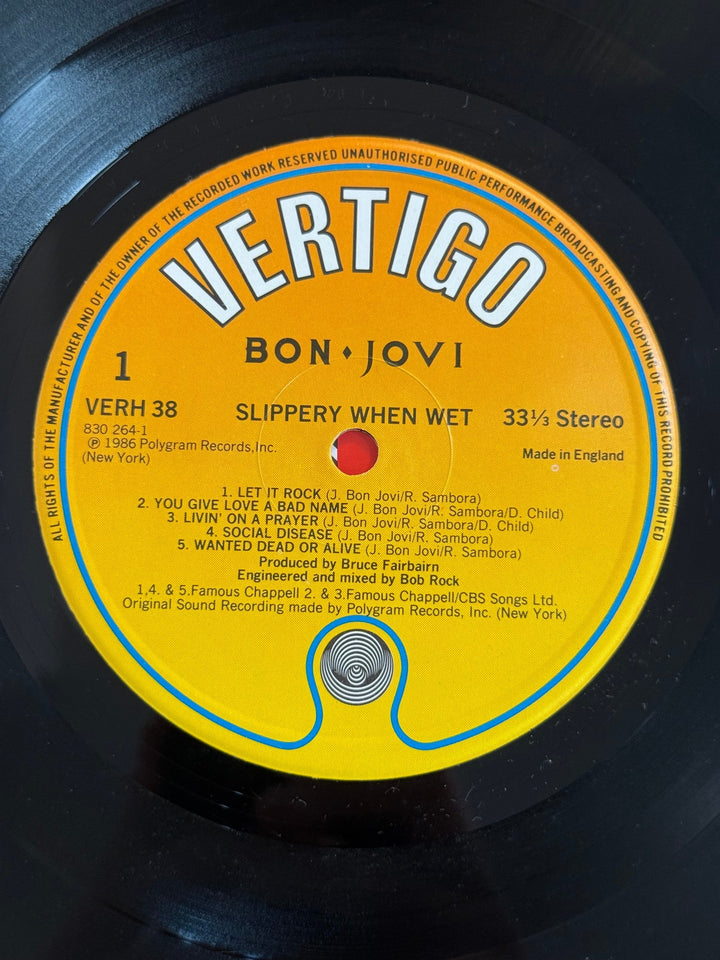 ALL RIGHTS OF THE MANUFACTURER AND OF THE OWNER OF THE RECORDED WORK RESERVED UNAUTHORISED PUBLIC PERFORMANCE BROADCASTING AND COPYING OF THIS RECORD PROHIBITED
VERTIGO
BON♦JOVI
1
VERH 38 SLIPPERY WHEN WET 33⅓ Stereo
830 264-1
℗ 1986 Polygram Records,Inc. Made in England
(New York)
1. LET IT ROCK (J. Bon Jovi/R. Sambora)
2. YOU GIVE LOVE A BAD NAME (J. Bon Jovi/R. Sambora/D. Child)
3. LIVIN' ON A PRAYER (J. Bon Jovi/R. Sambora/D. Child)
4. SOCIAL DISEASE (J. Bon Jovi/R. Sambora)
5. WANTED DEAD OR ALIVE (J. Bon Jovi/R. Sambora)
Produced by Bruce Fairbairn
Engineered and mixed by Bob Rock
1,4. & 5.Famous Chappell 2. & 3.Famous Chappell/CBS Songs Ltd.
Original Sound Recording made by Polygram Records, Inc. (New York)